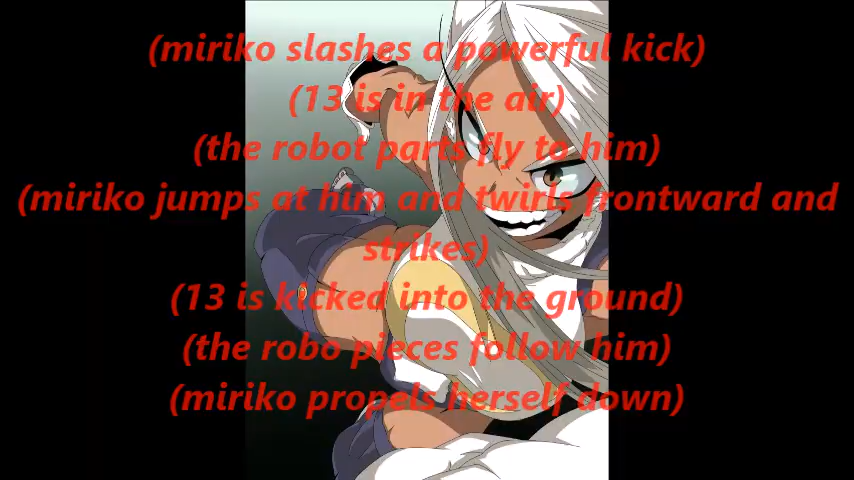 (miriko slashes a powerful kick)
(13 is in the air)
(the robot parts fly to him)
(miriko jumps at him and twirls frontward and
strikes)
(13 is kicked into the ground)
(the robo pieces follow him)
(miriko propels herself down)